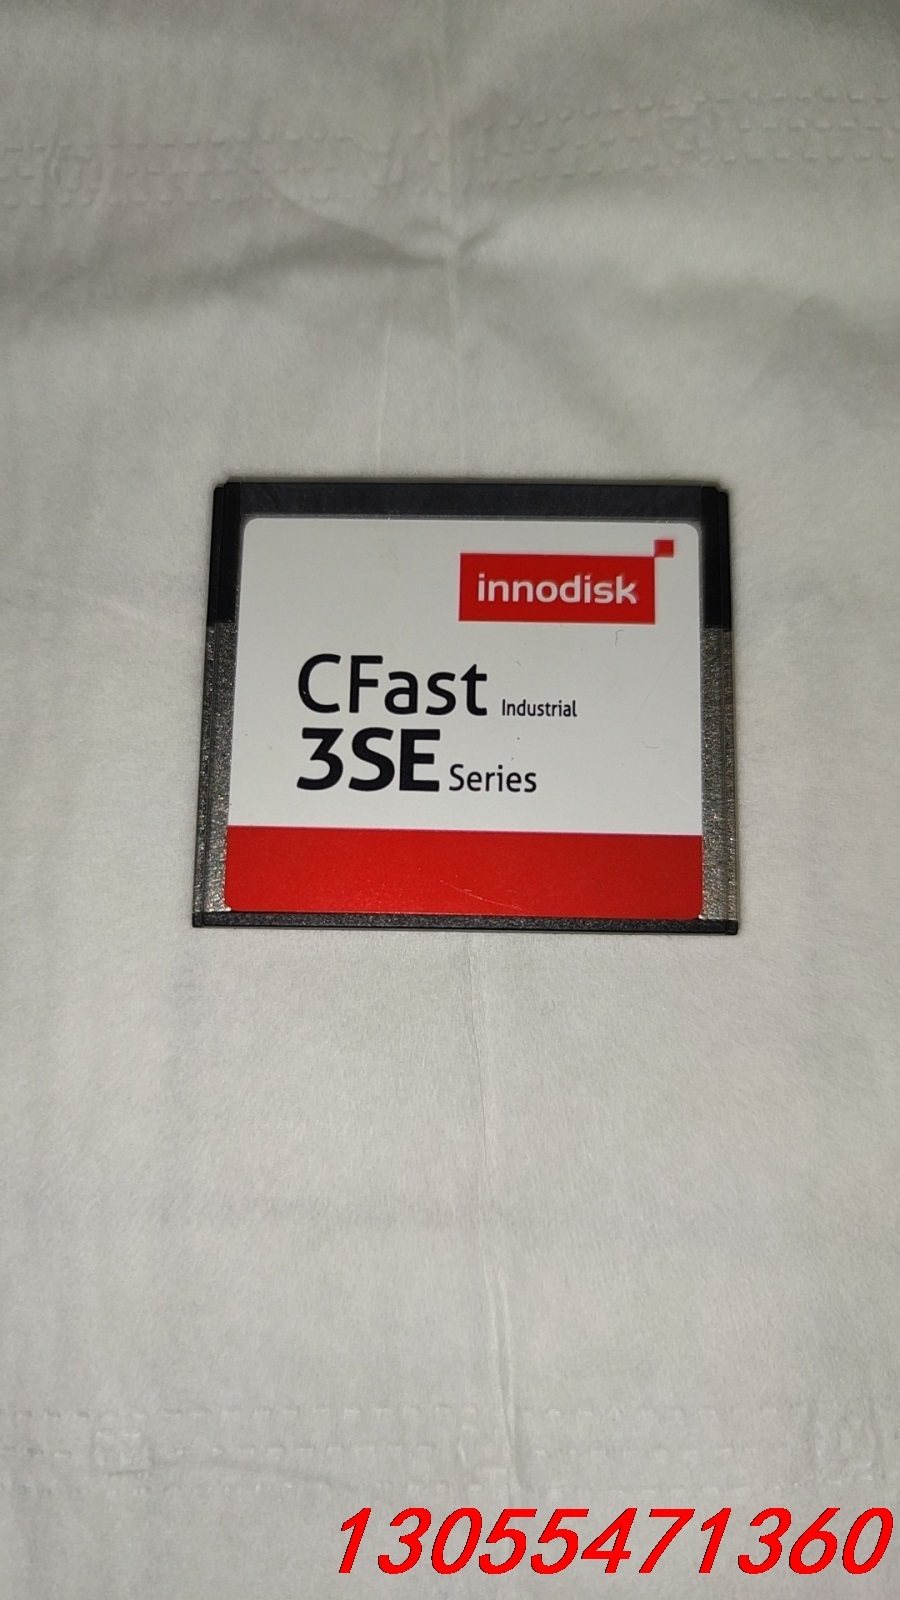 innodisk
CFast Industrial
3SE Series
13055471360